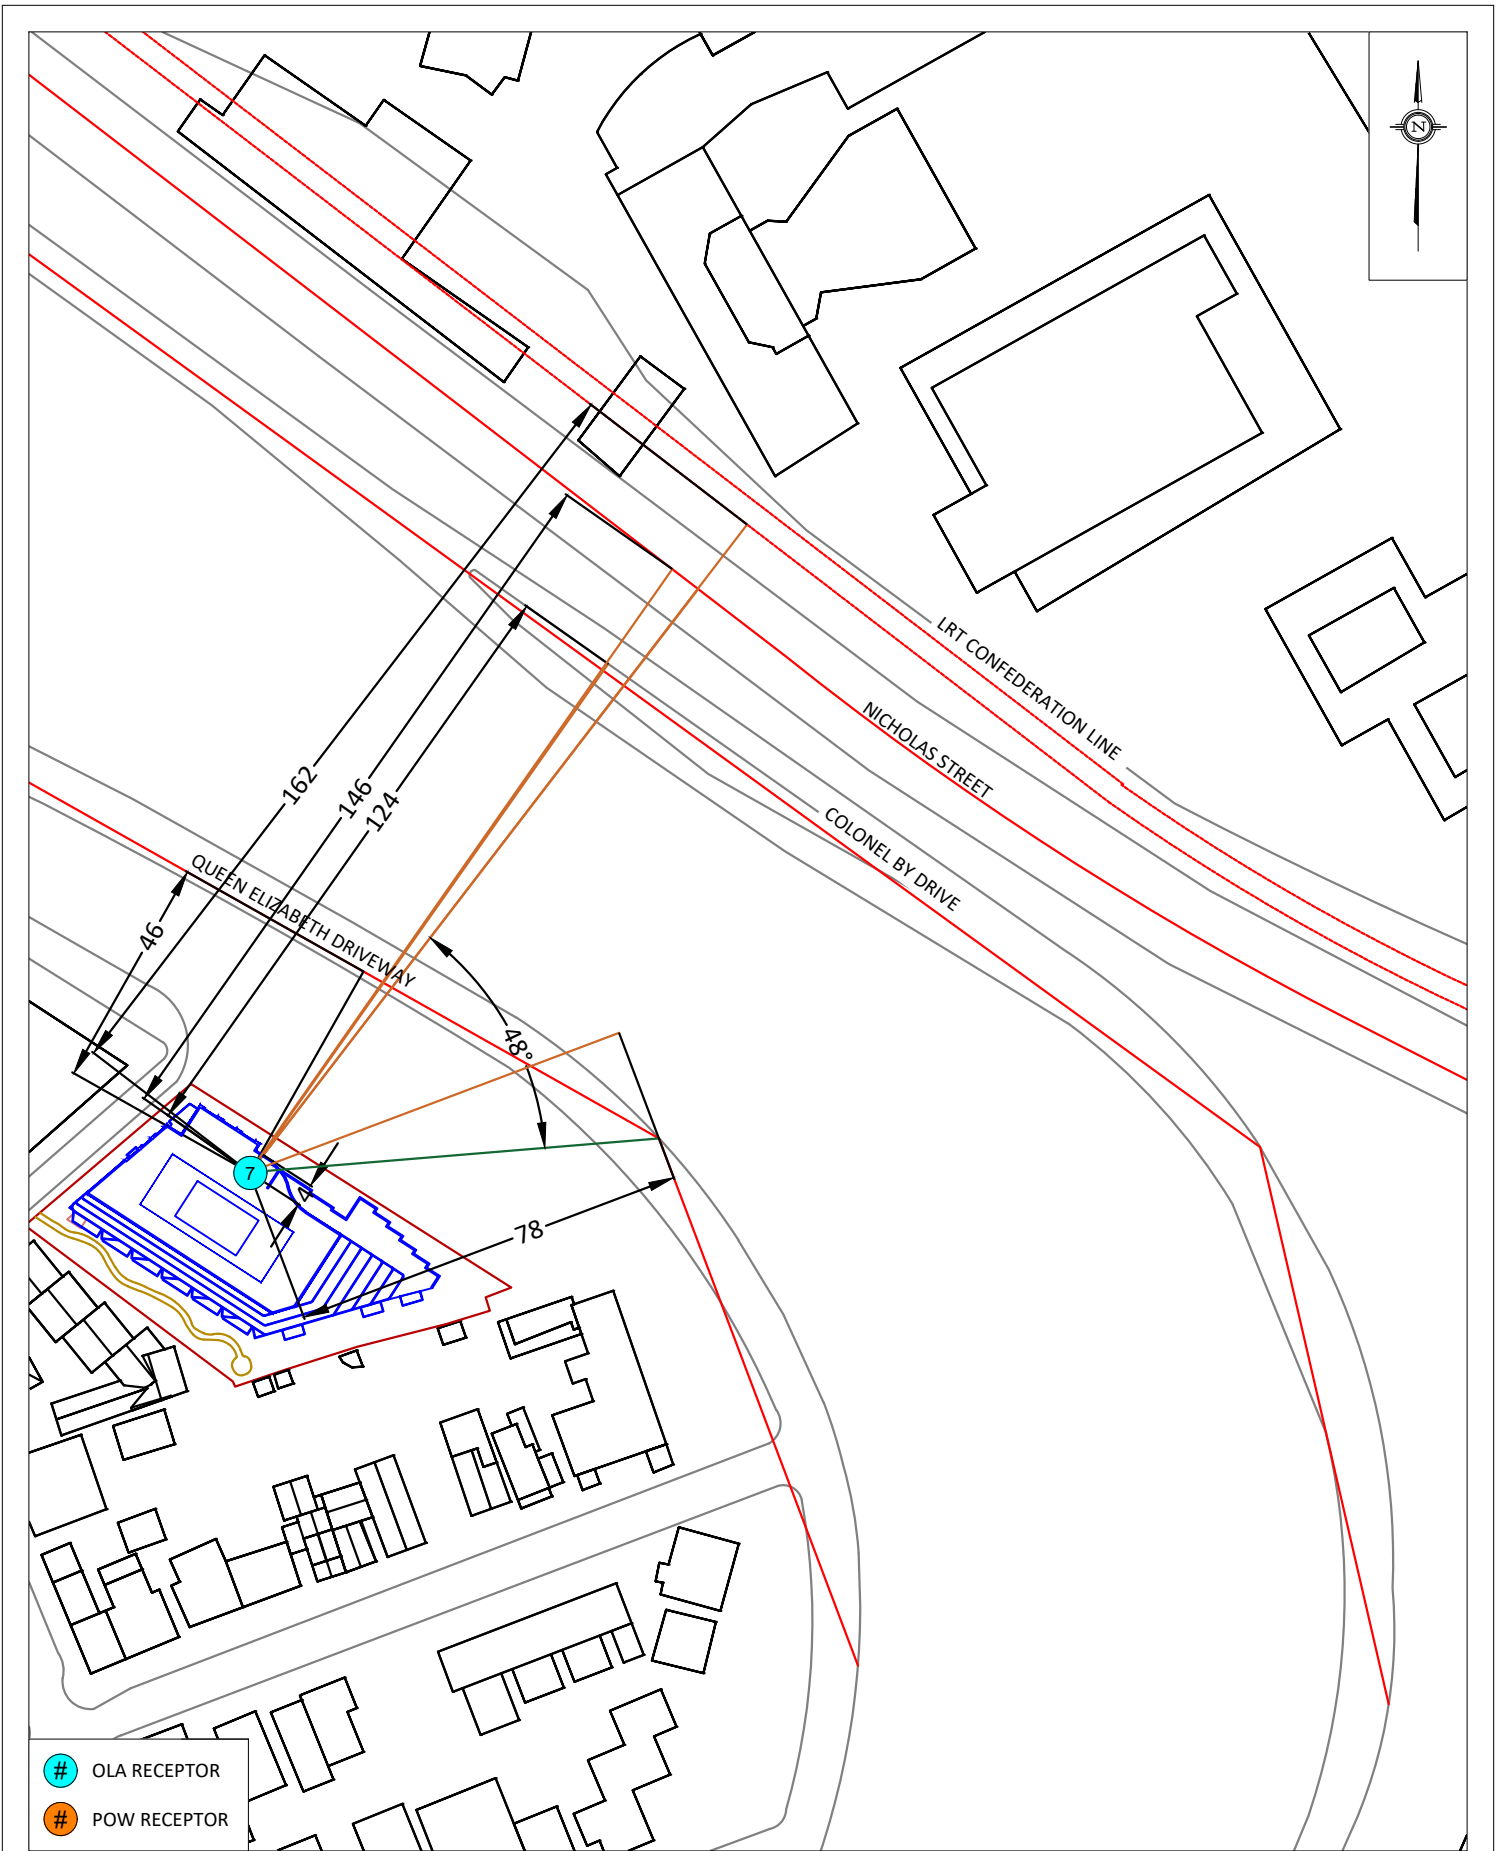 N
LRT CONFEDERATION LINE
NICHOLAS STREET
COLONEL BY DRIVE
162
146
124
QUEEN ELIZABETH DRIVEWAY
46
48°
7
4
78
# OLA RECEPTOR
# POW RECEPTOR